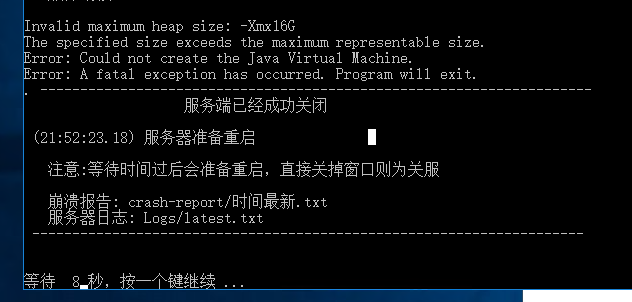 Invalid maximum heap size: -Xmx16G
The specified size exceeds the maximum representable size.
Error: Could not create the Java Virtual Machine.
Error: A fatal exception has occurred. Program will exit.
. ----------------------------------------------------------------------
服务端已经成功关闭
(21:52:23.18) 服务器准备重启
注意:等待时间过后会准备重启，直接关掉窗口则为关服
崩溃报告: crash-report/时间最新.txt
服务器日志: Logs/latest.txt
----------------------------------------------------------------------
等待 8 秒，按一个键继续 ...